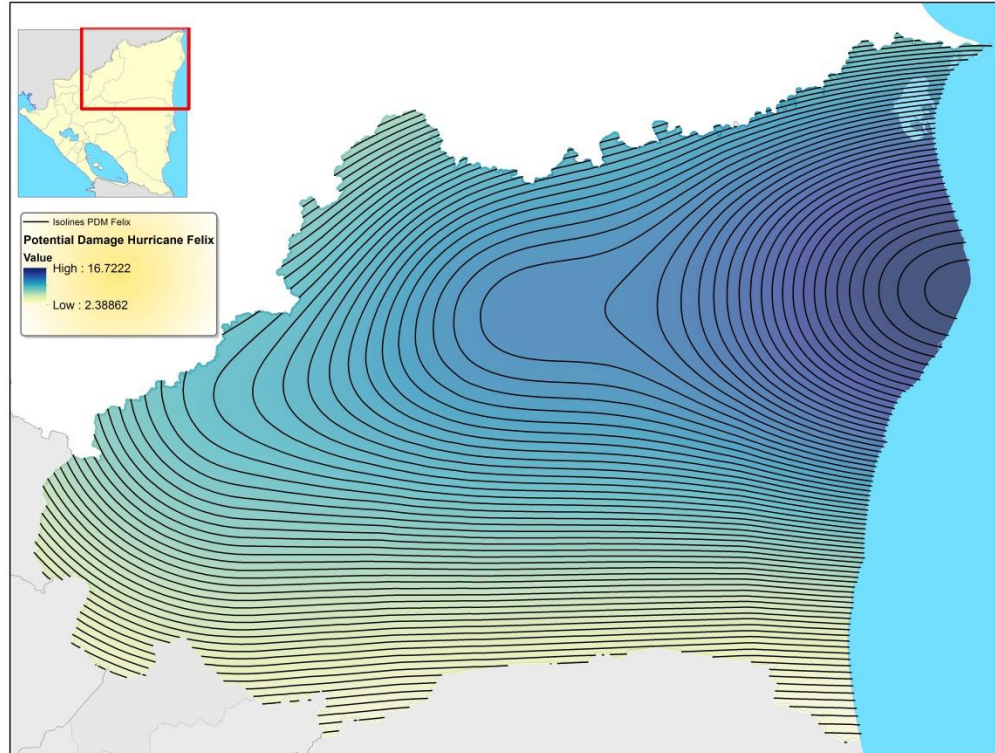 Isolines PDM Felix
Potential Damage Hurricane Felix
Value
High : 16.7222
Low : 2.38862